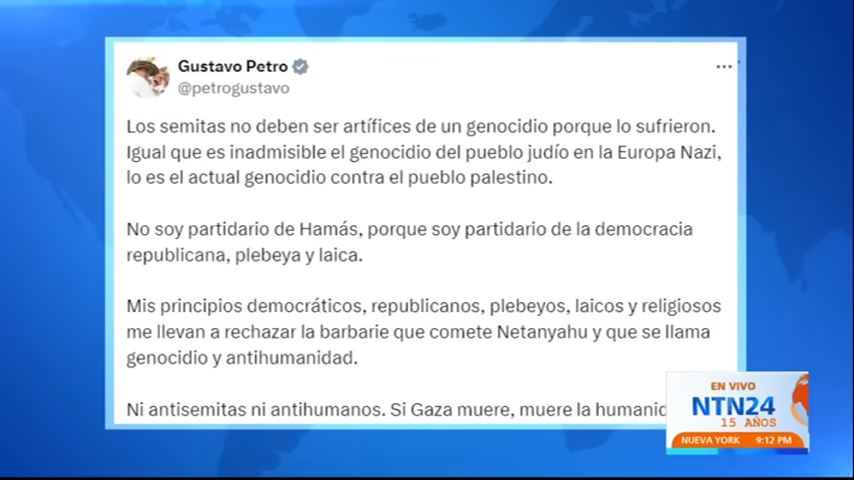 Gustavo Petro
@petrogustavo
Los semitas no deben ser artífices de un genocidio porque lo sufrieron.
Igual que es inadmisible el genocidio del pueblo judío en la Europa Nazi,
lo es el actual genocidio contra el pueblo palestino.
No soy partidario de Hamás, porque soy partidario de la democracia
republicana, plebeya y laica.
Mis principios democráticos, republicanos, plebeyos, laicos y religiosos
me llevan a rechazar la barbarie que comete Netanyahu y que se llama
genocidio y antihumanidad.
Ni antisemitas ni antihumanos. Si Gaza muere, muere la
EN VIVO
NTN24
15 AÑOS
NUEVA YORK 9:12 PM